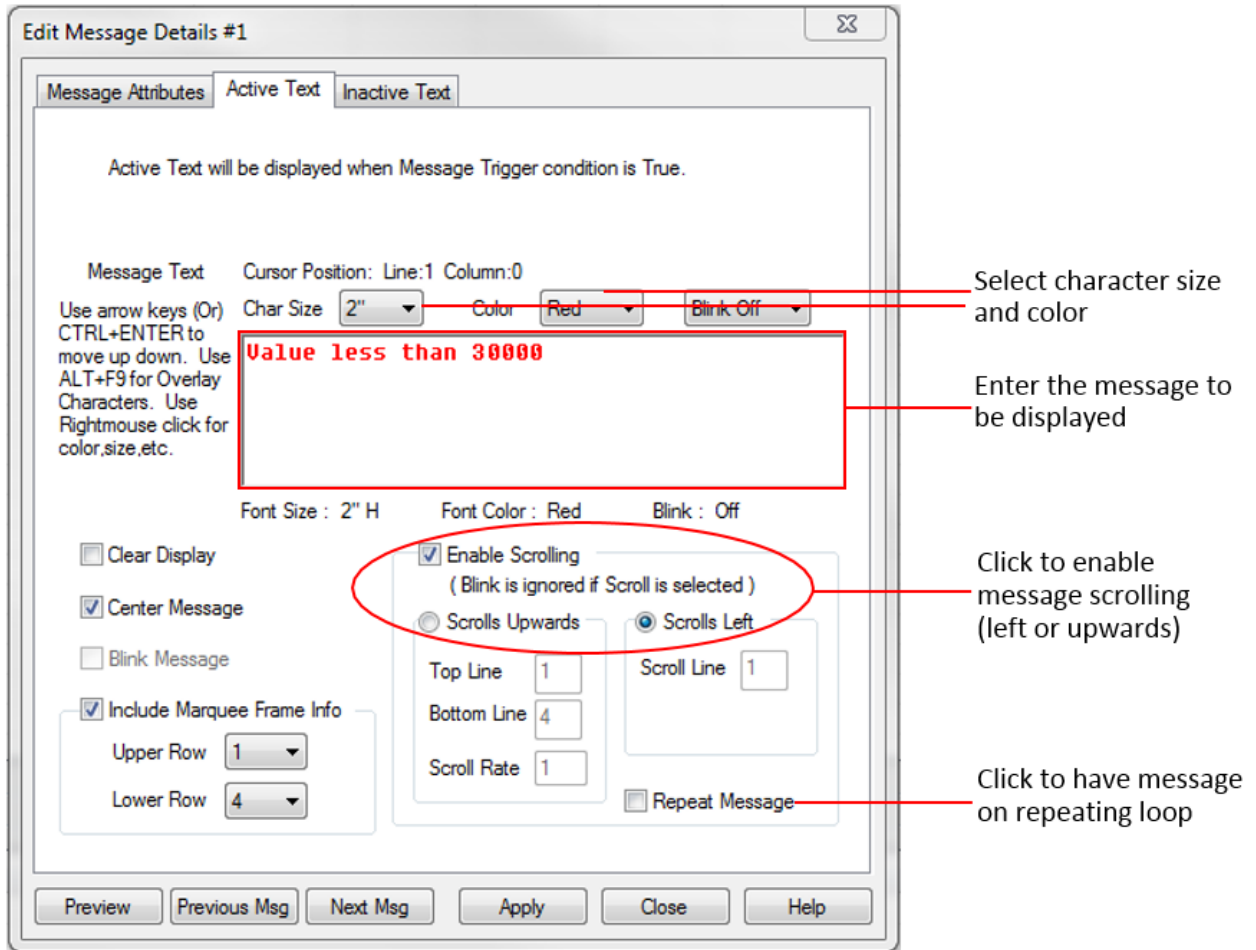 Edit Message Details #1
Message Attributes Active Text Inactive Text
Active Text will be displayed when Message Trigger condition is True.
Message Text Cursor Position: Line:1 Column:0
Use arrow keys (Or)
CTRL+ENTER to
move up down. Use
ALT+F9 for Overlay
Characters. Use
Rightmouse click for
color,size,etc.
Char Size 2" Color Red Blink Off
Value less than 30000
Font Size : 2" H Font Color : Red Blink : Off
Clear Display
Center Message
Blink Message
Include Marquee Frame Info
Upper Row 1
Lower Row 4
Enable Scrolling
( Blink is ignored if Scroll is selected )
Scrolls Upwards
Top Line 1
Bottom Line 4
Scroll Rate 1
Scrolls Left
Scroll Line 1
Repeat Message
Preview Previous Msg Next Msg Apply Close Help
Select character size
and color
Enter the message to
be displayed
Click to enable
message scrolling
(left or upwards)
Click to have message
on repeating loop